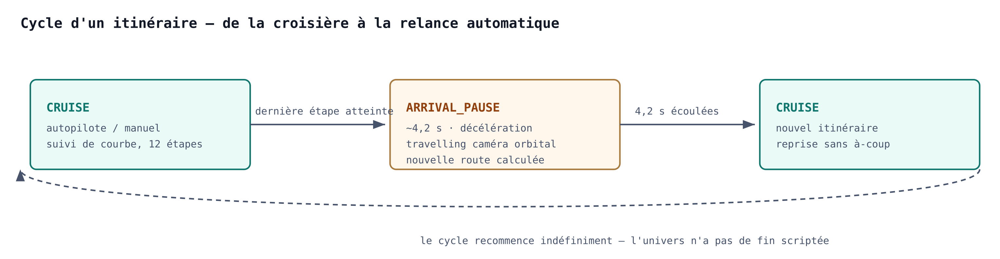 Cycle d'un itinéraire — de la croisière à la relance automatique
CRUISE
autopilote / manuel
suivi de courbe, 12 étapes
dernière étape atteinte
ARRIVAL_PAUSE
~4,2 s · décélération
travelling caméra orbital
nouvelle route calculée
4,2 s écoulées
CRUISE
nouvel itinéraire
reprise sans à-coup
le cycle recommence indéfiniment — l'univers n'a pas de fin scriptée